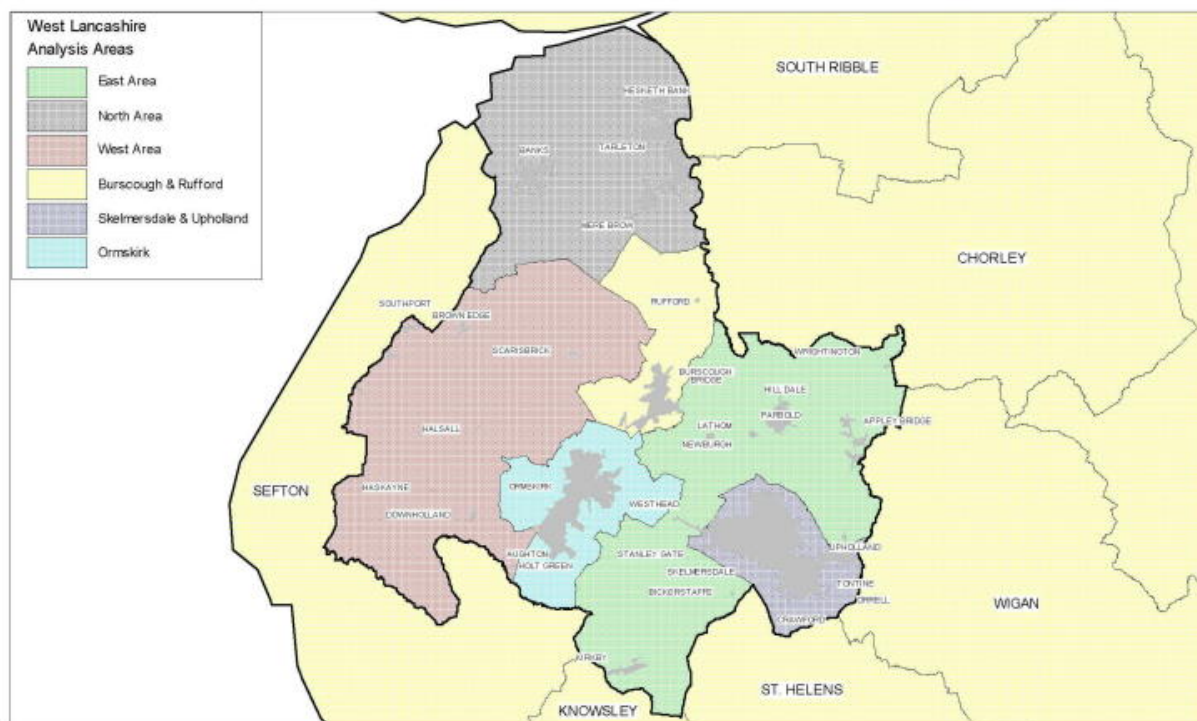 West Lancashire
Analysis Areas
East Area
North Area
West Area
Burscough & Rufford
Skelmersdale & Upholland
Ormskirk
SOUTH RIBBLE
HESKETH BANK
BANKS
TARLETON
MERE BROW
CHORLEY
SOUTHPORT
RUFFORD
BROWN EDGE
SCARISBRICK
WRIGHTINGTON
BURSCOUGH
BRIDGE
HILL DALE
PARBOLD
HALSALL
LATHOM
APPLEY BRIDGE
NEWBURGH
SEFTON
HASKAYNE
ORMSKIRK
WESTHEAD
DOWNHOLLAND
AUGHTON
STANLEY GATE
UPHOLLAND
HOLT GREEN
SKELMERSDALE
TONTINE
BICKERSTAFFE
ORRELL
WIGAN
CRAWFORD
KIRKBY
ST. HELENS
KNOWSLEY